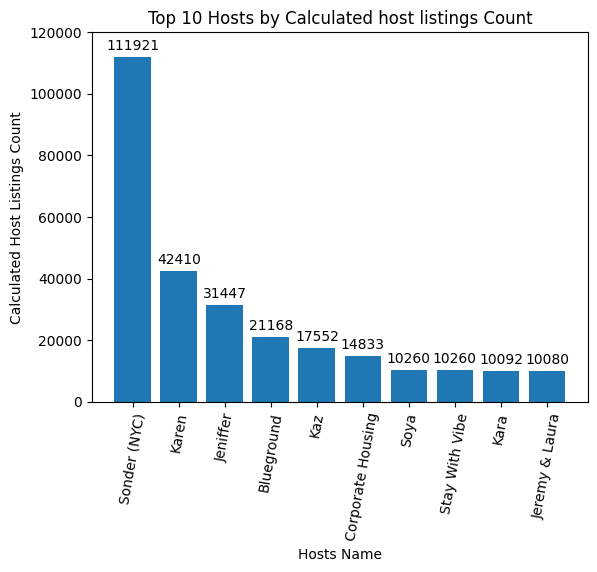 Top 10 Hosts by Calculated host listings Count
Calculated Host Listings Count
120000
100000
80000
60000
40000
20000
0
111921
42410
31447
21168
17552
14833
10260
10260
10092
10080
Sonder (NYC)
Karen
Jeniffer
Blueground
Kaz
Corporate Housing
Soya
Stay With Vibe
Kara
Jeremy & Laura
Hosts Name